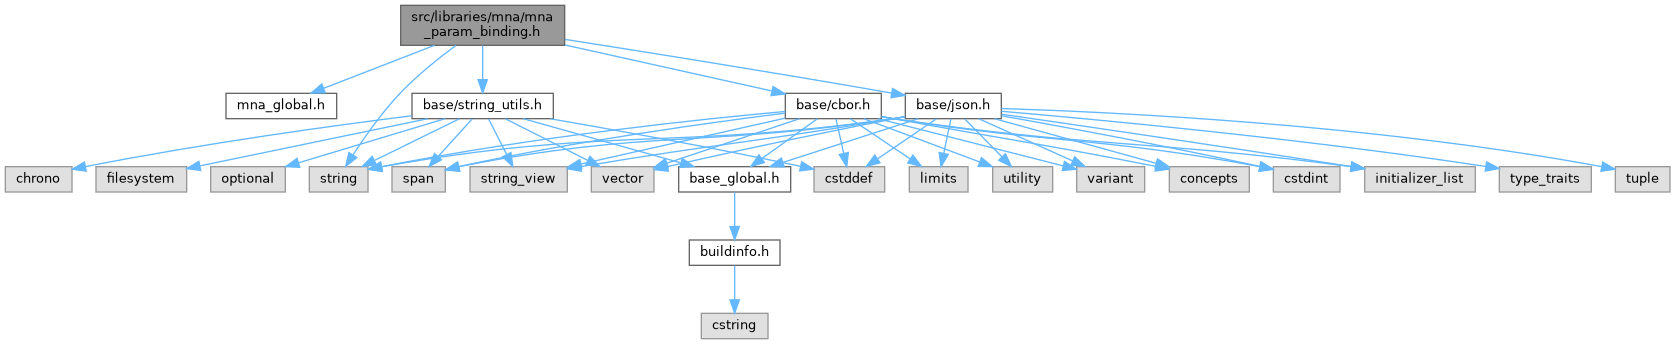 src/libraries/mna/mna
_param_binding.h
mna_global.h
base/string_utils.h
base/cbor.h
base/json.h
chrono
filesystem
optional
string
span
string_view
vector
base_global.h
cstddef
limits
utility
variant
concepts
cstdint
initializer_list
type_traits
tuple
buildinfo.h
cstring